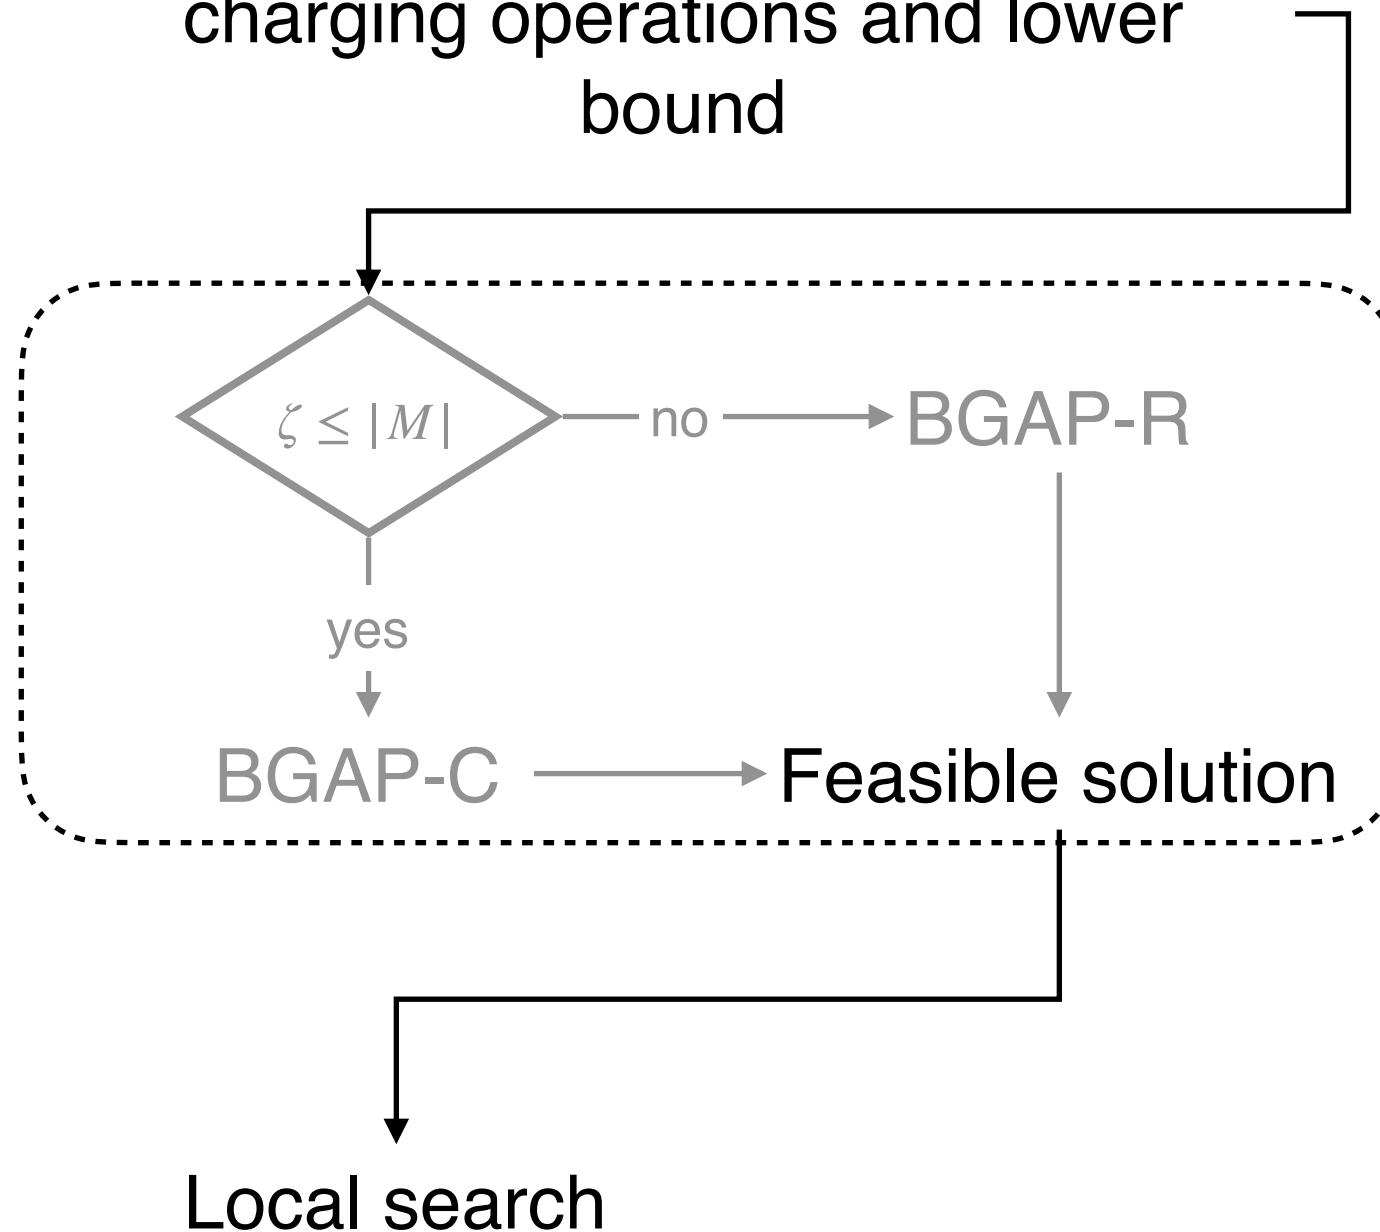 charging operations and lower
bound
ζ ≤ |M|
no
BGAP-R
yes
BGAP-C
Feasible solution
Local search